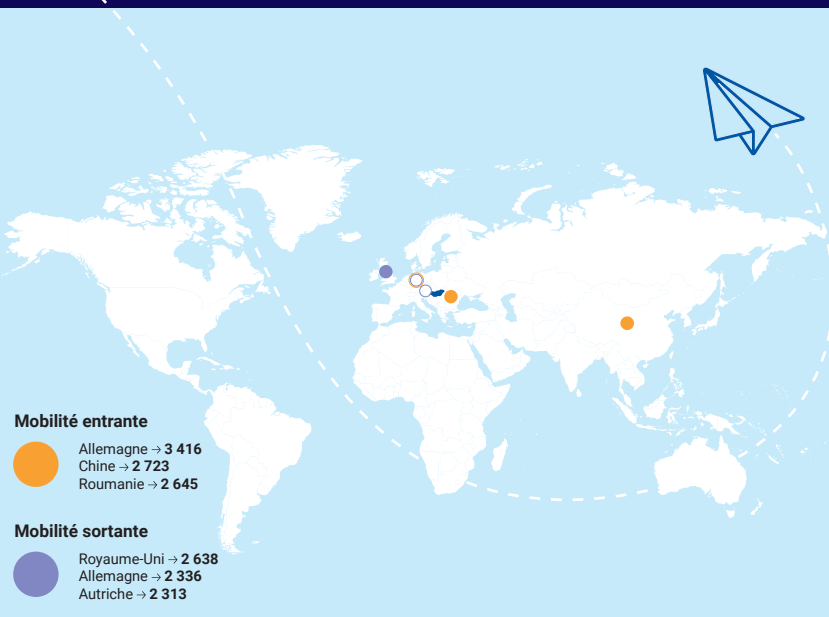 Mobilité entrante
Allemagne → 3 416
Chine → 2 723
Roumanie → 2 645
Mobilité sortante
Royaume-Uni → 2 638
Allemagne → 2 336
Autriche → 2 313